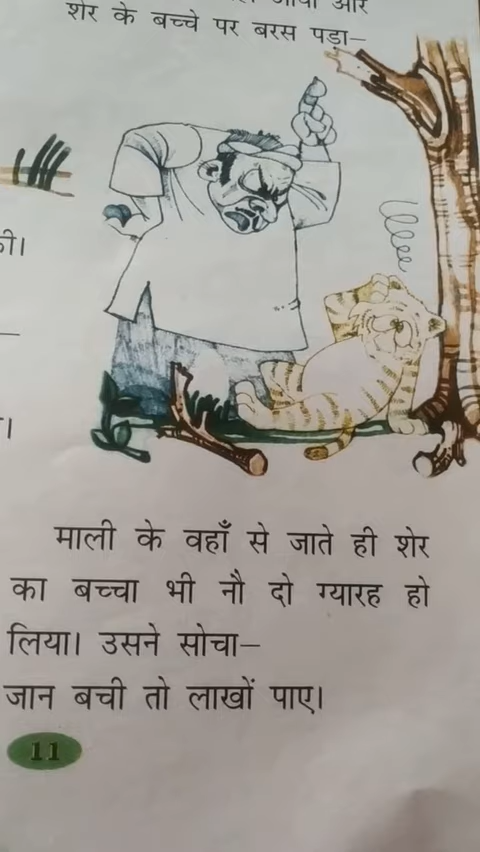 शेर के बच्चे पर बरस पड़ा–
की।
माली के वहाँ से जाते ही शेर
का बच्चा भी नौ दो ग्यारह हो
लिया। उसने सोचा–
जान बची तो लाखों पाए।
11